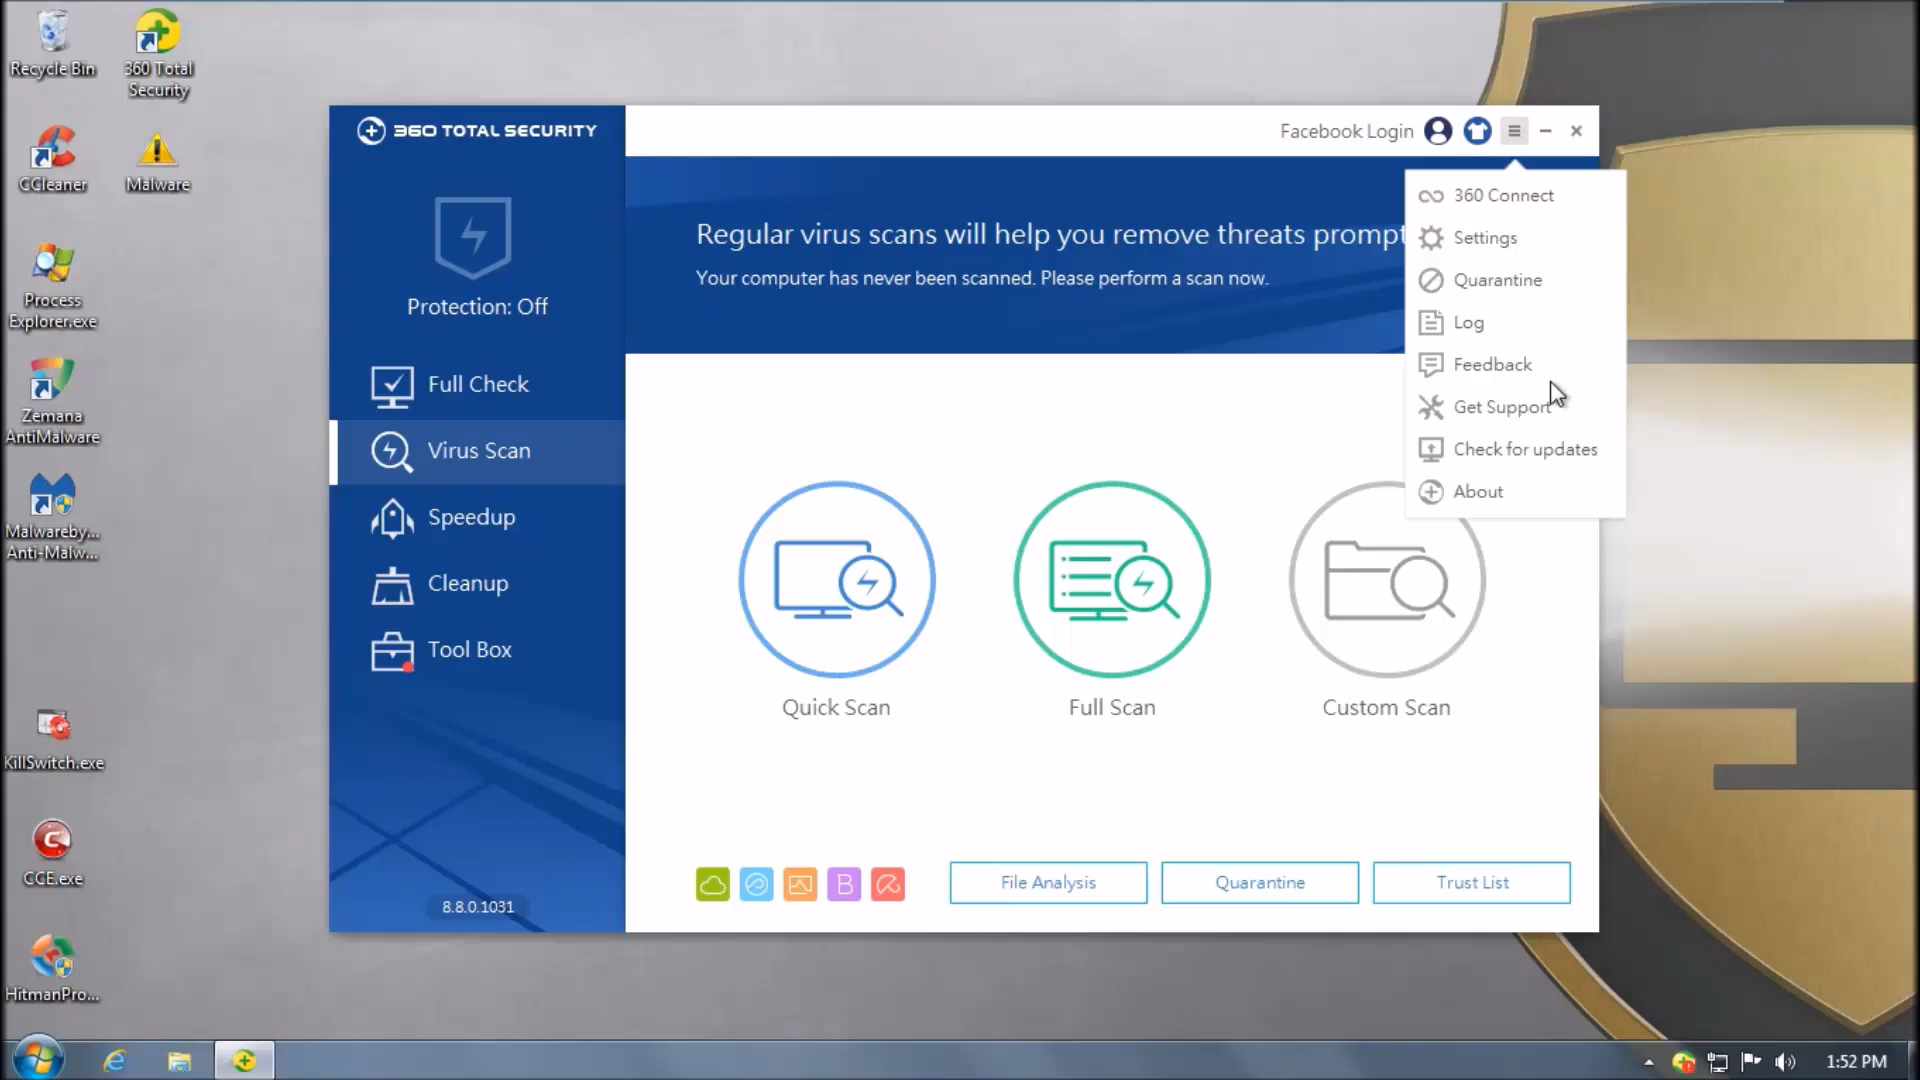 Recycle Bin
360 Total
Security
CCleaner
Malware
Process
Explorer.exe
Zemana
AntiMalware
Malwareby...
Anti-Malw...
KillSwitch.exe
CCE.exe
HitmanPro...
360 TOTAL SECURITY
Protection: Off
Full Check
Virus Scan
Speedup
Cleanup
Tool Box
8.8.0.1031
Facebook Login
Regular virus scans will help you remove threats prompt
Your computer has never been scanned. Please perform a scan now.
360 Connect
Settings
Quarantine
Log
Feedback
Get Support
Check for updates
About
Quick Scan
Full Scan
Custom Scan
B
File Analysis
Quarantine
Trust List
1:52 PM